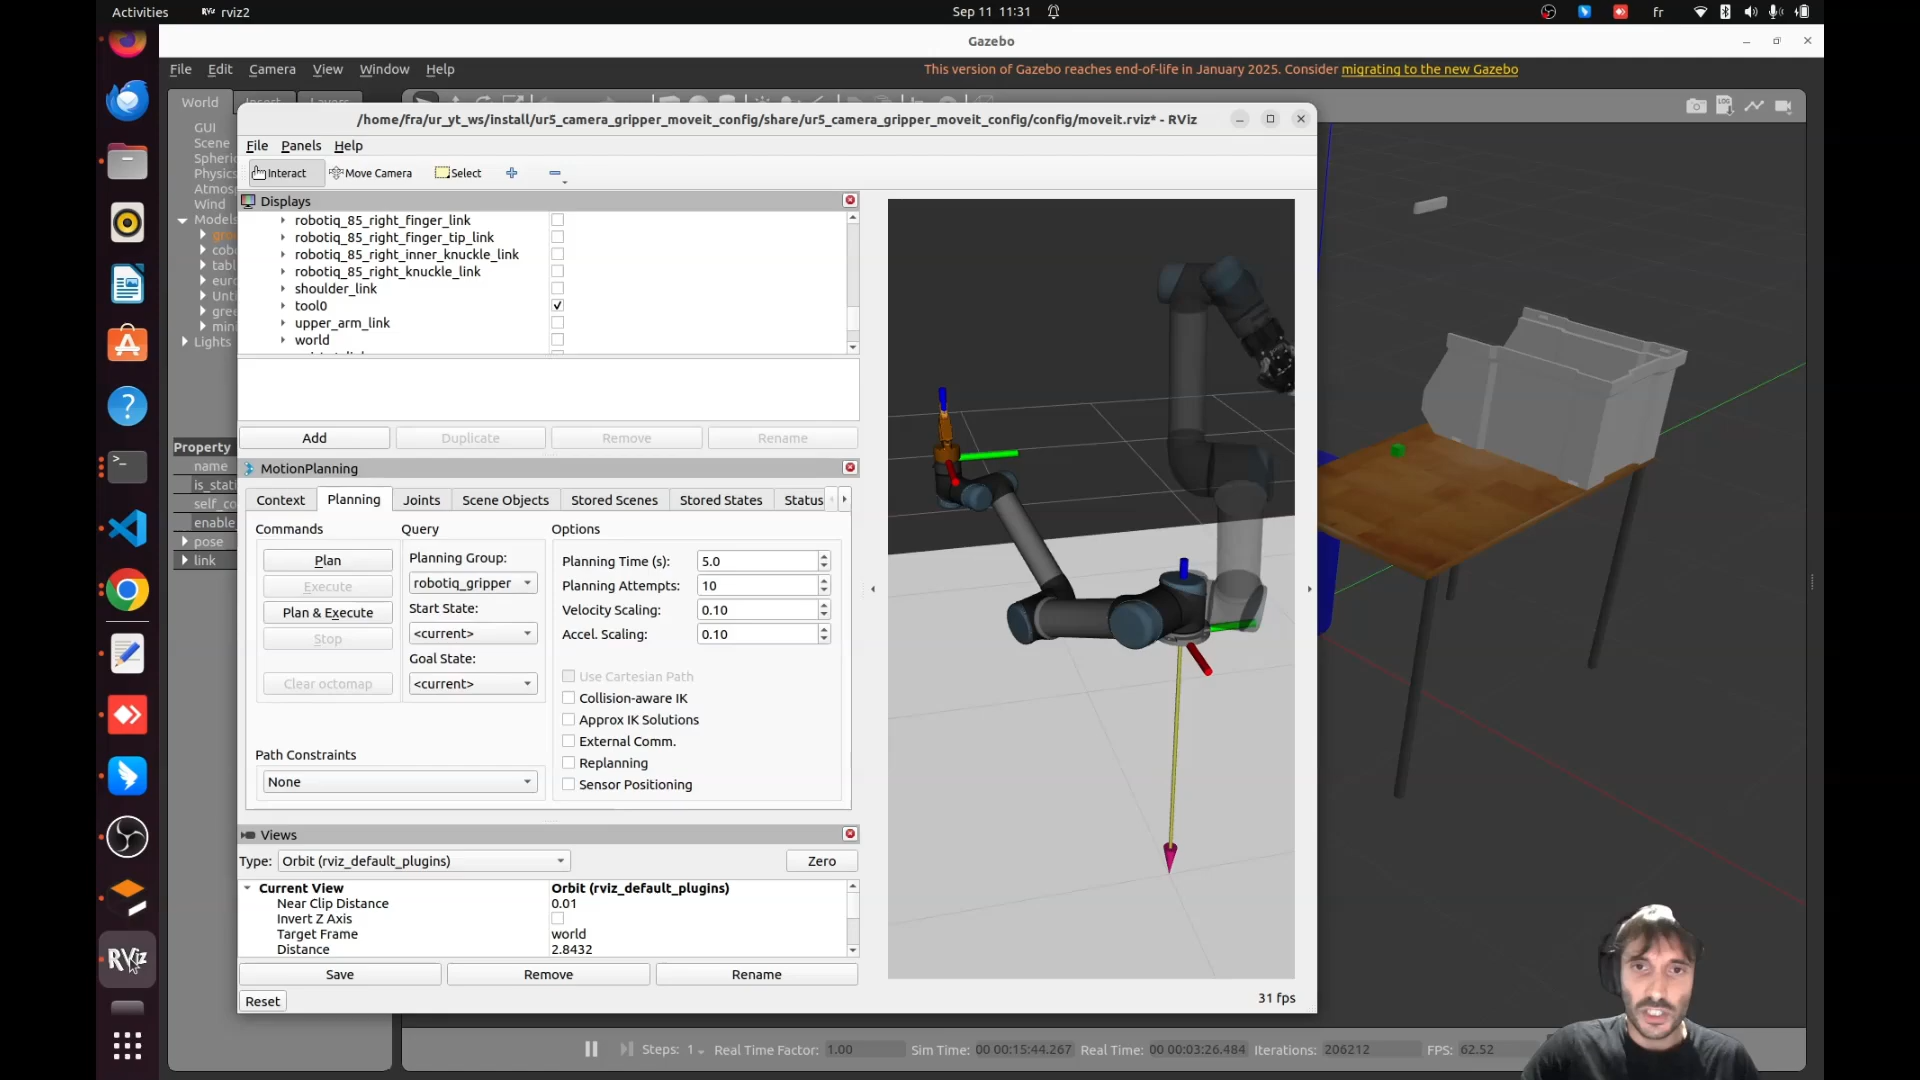 Activities
rviz2
Sep 11 11:31
fr
Gazebo
File Edit Camera View Window Help
This version of Gazebo reaches end-of-life in January 2025. Consider migrating to the new Gazebo
World
GUI
Scene
Wind
Models
Lights
Property
name
pose
link
/home/fra/ur_yt_ws/install/ur5_camera_gripper_moveit_config/share/ur5_camera_gripper_moveit_config/config/moveit.rviz* - RViz
File Panels Help
Interact Move Camera Select
Displays
robotiq_85_right_finger_link
robotiq_85_right_finger_tip_link
robotiq_85_right_inner_knuckle_link
robotiq_85_right_knuckle_link
shoulder_link
tool0
upper_arm_link
world
Add Duplicate Remove Rename
MotionPlanning
Context Planning Joints Scene Objects Stored Scenes Stored States Status
Commands Query Options
Plan
Execute
Plan & Execute
Stop
Clear octomap
Planning Group:
robotiq_gripper
Start State:
<current>
Goal State:
<current>
Planning Time (s): 5.0
Planning Attempts: 10
Velocity Scaling: 0.10
Accel. Scaling: 0.10
Use Cartesian Path
Collision-aware IK
Approx IK Solutions
External Comm.
Replanning
Sensor Positioning
Path Constraints
None
Views
Type: Orbit (rviz_default_plugins) Zero
Current View Orbit (rviz_default_plugins)
Near Clip Distance 0.01
Invert Z Axis
Target Frame world
Distance 2.8432
Save Remove Rename
Reset
31 fps
Steps: 1 Real Time Factor: 1.00 Sim Time: 00 00:15:44.267 Real Time: 00 00:03:26.484 Iterations: 206212 FPS: 62.52
RViz